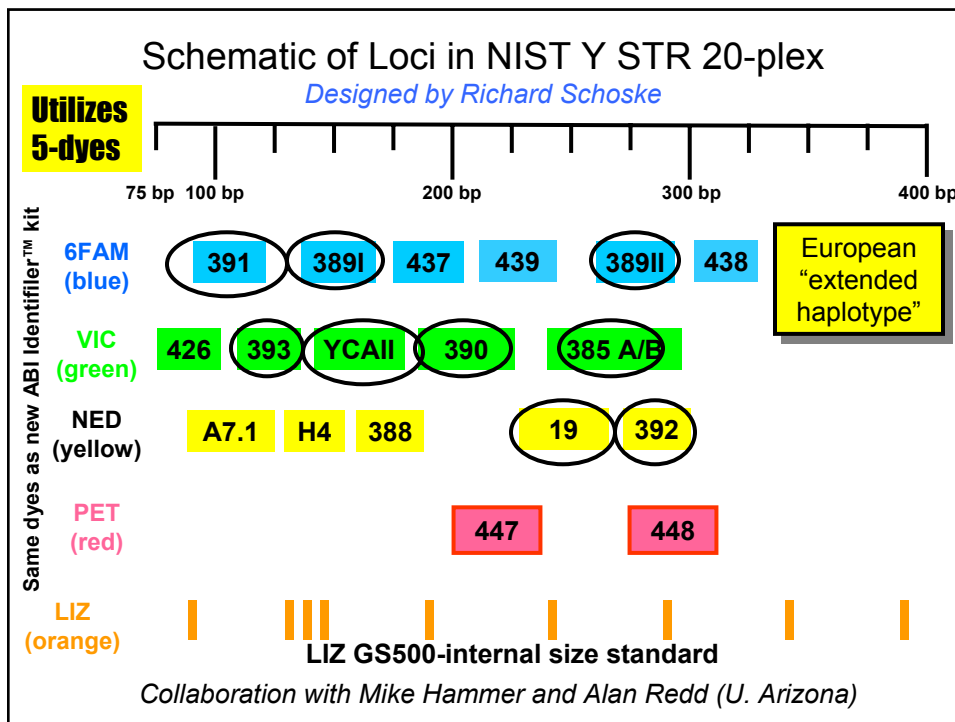 Schematic of Loci in NIST Y STR 20-plex
Designed by Richard Schoske
Utilizes
5-dyes
75 bp 100 bp 200 bp 300 bp 400 bp
Same dyes as new ABI Identifiler™ kit
6FAM
(blue)
391 389I 437 439 389II 438
European
“extended
haplotype”
VIC
(green)
426 393 YCAII 390 385 A/B
NED
(yellow)
A7.1 H4 388 19 392
PET
(red)
447 448
LIZ
(orange)
LIZ GS500-internal size standard
Collaboration with Mike Hammer and Alan Redd (U. Arizona)